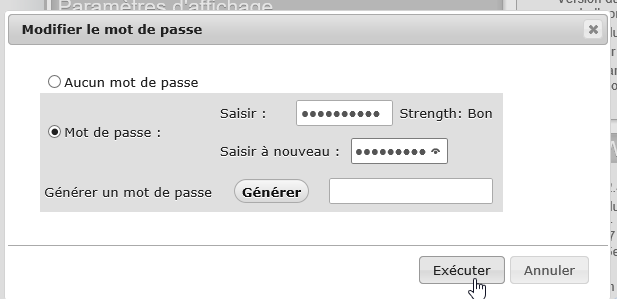 Paramètres d'affichage
Modifier le mot de passe
Aucun mot de passe
Saisir : •••••••••• Strength: Bon
Mot de passe :
Saisir à nouveau : •••••••••
Générer un mot de passe Générer
Exécuter Annuler